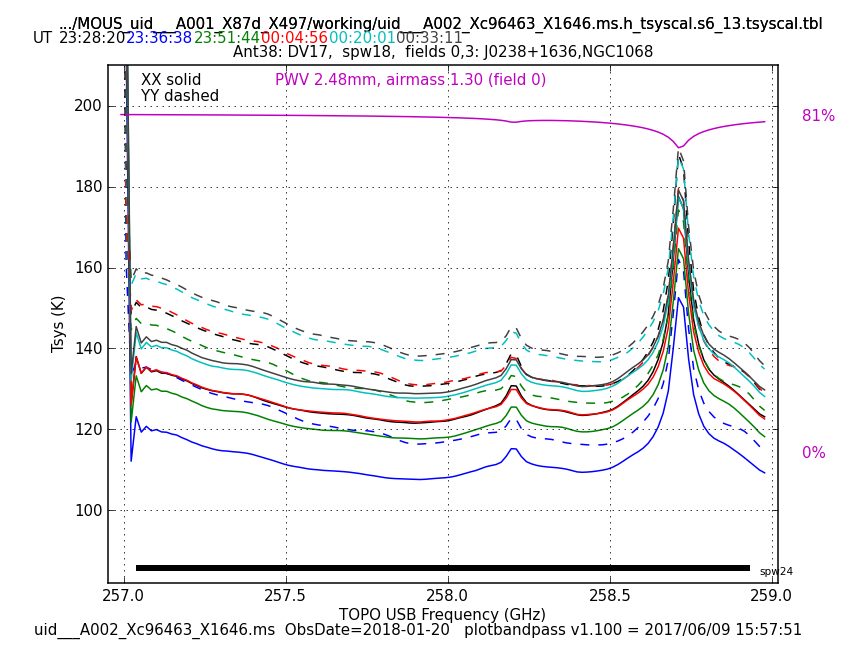 .../MOUS_uid___A001_X87d_X497/working/uid___A002_Xc96463_X1646.ms.h_tsyscal.s6_13.tsyscal.tbl
UT 23:28:20 23:36:38 23:51:44 00:04:56 00:20:01 00:33:11
Ant38: DV17, spw18, fields 0,3: J0238+1636,NGC1068
XX solid
PWV 2.48mm, airmass 1.30 (field 0)
YY dashed
200
81%
180
160
Tsys (K)
140
120
0%
100
spw24
257.0 257.5 258.0 258.5 259.0
TOPO USB Frequency (GHz)
uid___A002_Xc96463_X1646.ms ObsDate=2018-01-20 plotbandpass v1.100 = 2017/06/09 15:57:51